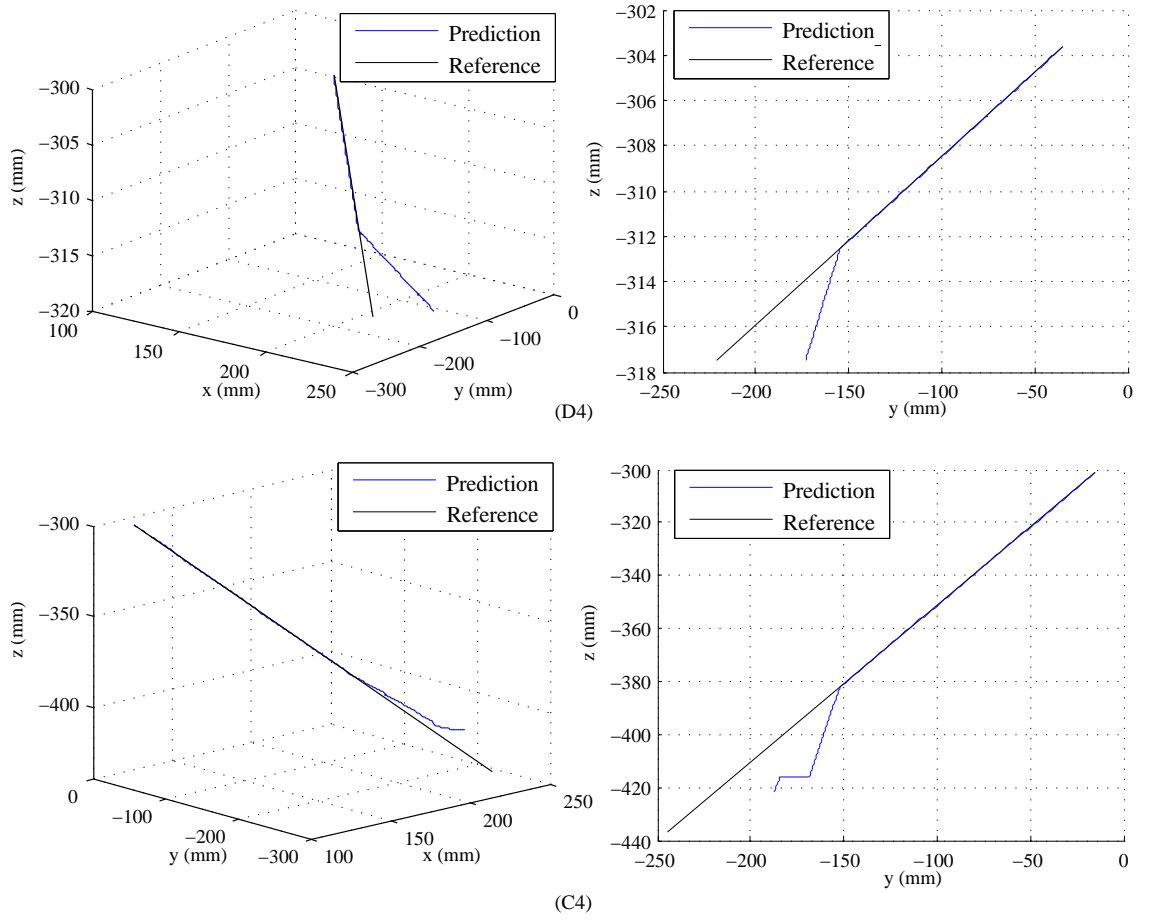 Prediction
Reference
−300
−305
−310
−315
−320
z (mm)
100
150
200
250
x (mm)
−300
−200
−100
0
y (mm)
Prediction
Reference
−302
−304
−306
−308
−310
−312
−314
−316
−318
z (mm)
−250
−200
−150
−100
−50
0
y (mm)
(D4)
Prediction
Reference
−300
−350
−400
z (mm)
0
−100
−200
−300
y (mm)
100
150
200
250
x (mm)
Prediction
Reference
−300
−320
−340
−360
−380
−400
−420
−440
z (mm)
−250
−200
−150
−100
−50
0
y (mm)
(C4)